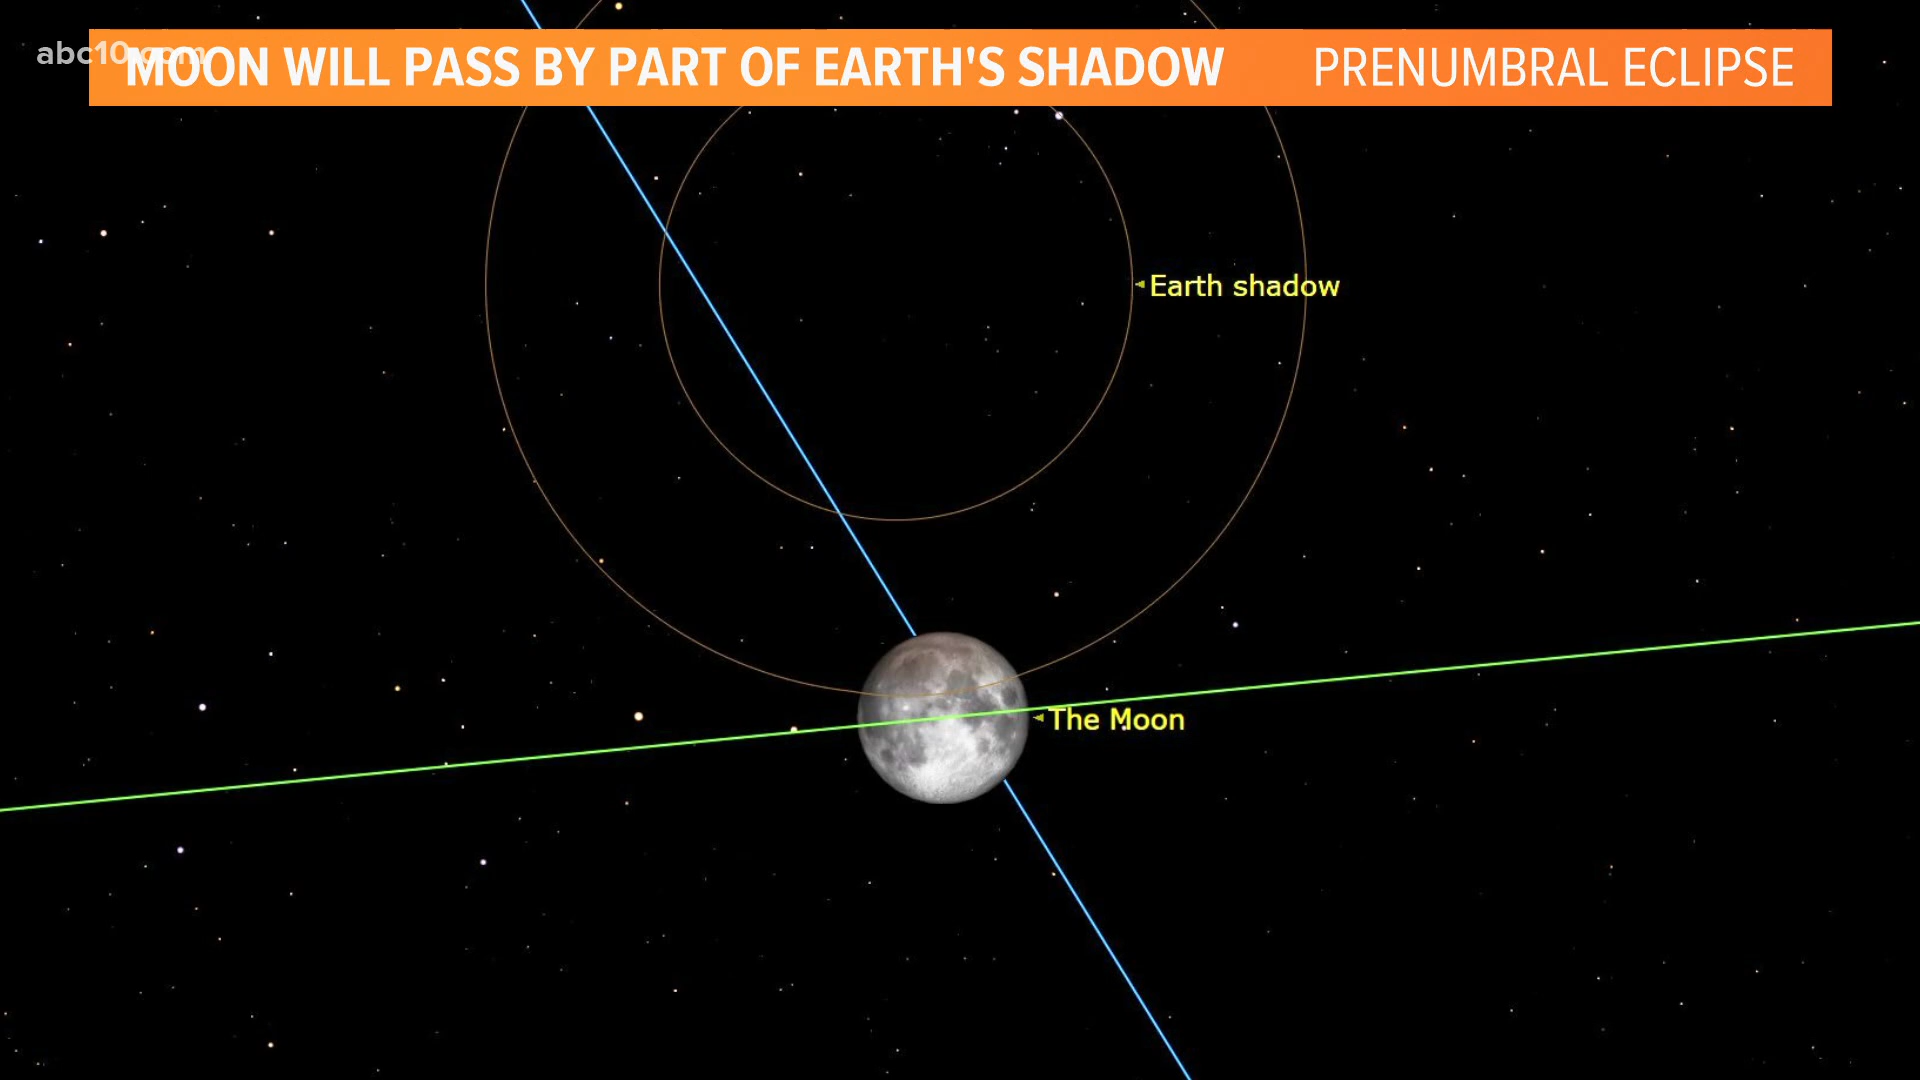 abc10.com
MOON WILL PASS BY PART OF EARTH'S SHADOW PRENUMBRAL ECLIPSE
Earth shadow
The Moon